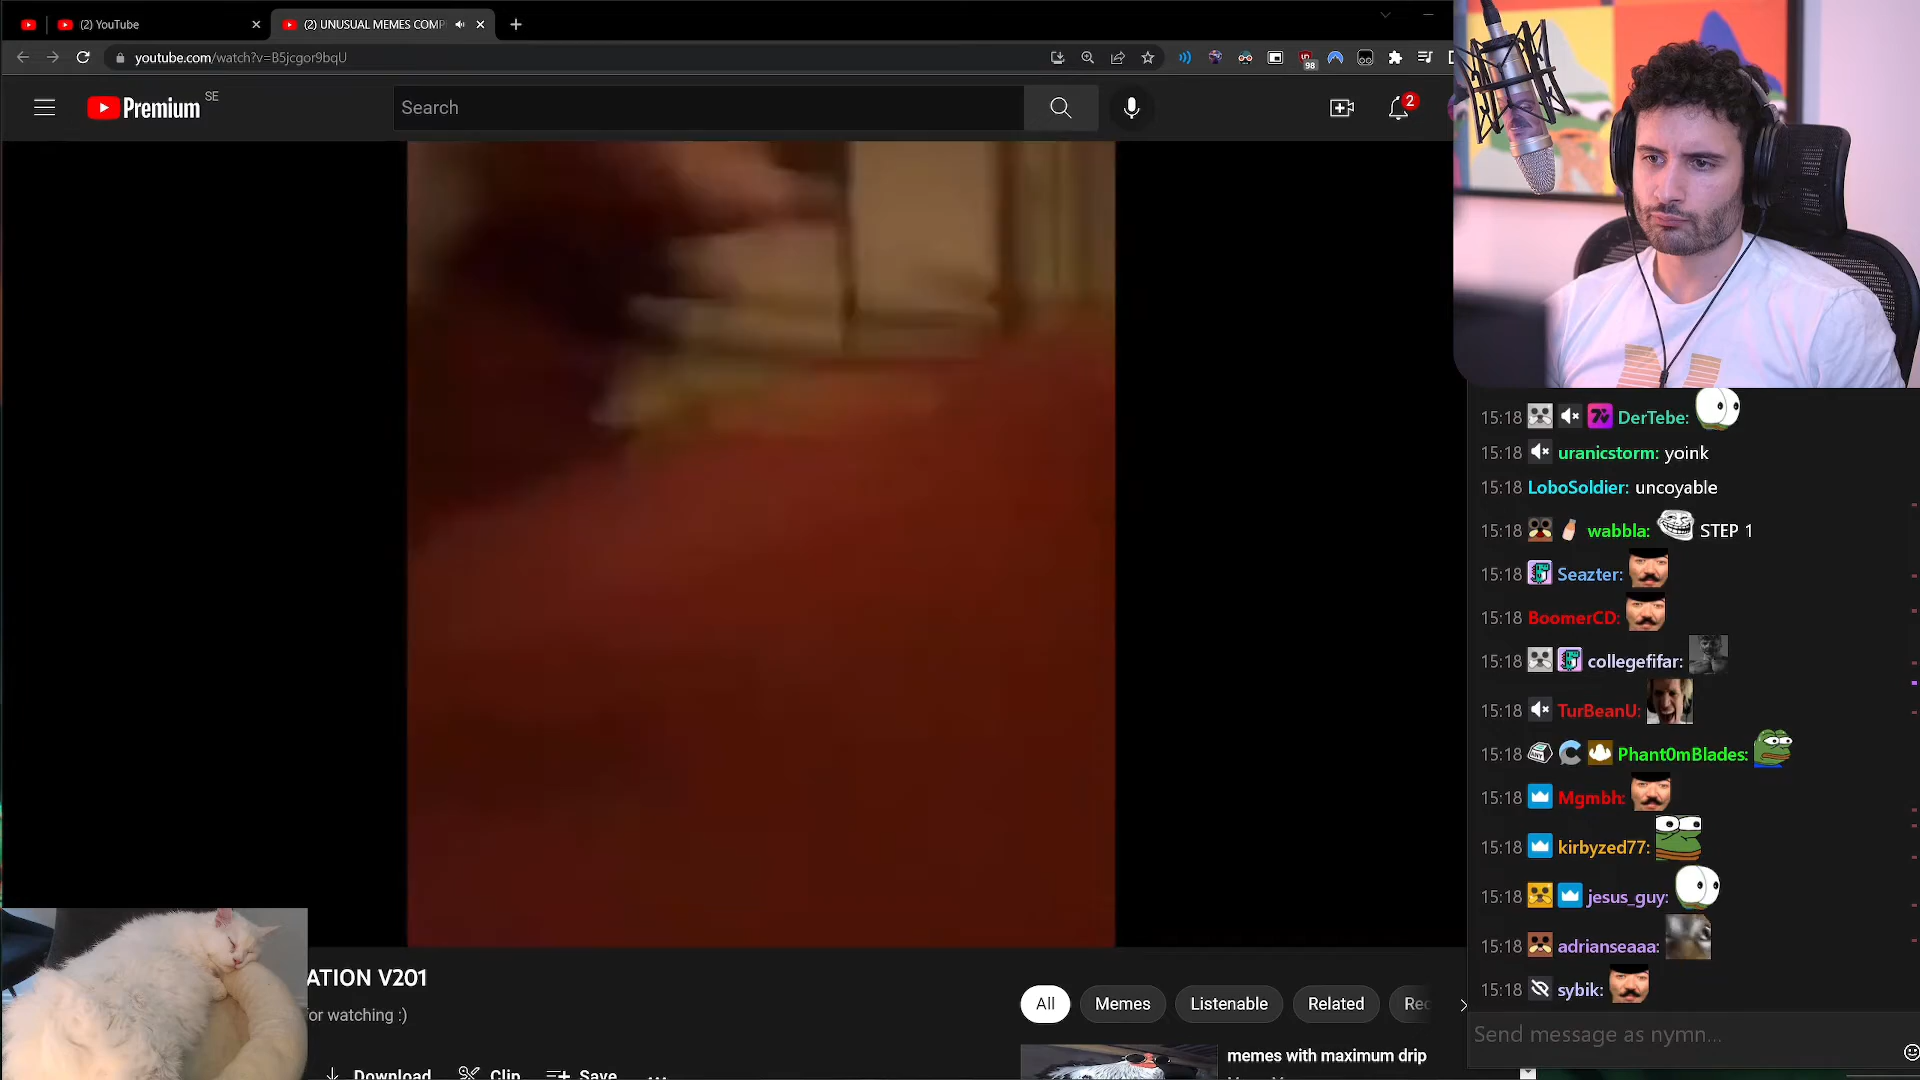 (2) YouTube
(2) UNUSUAL MEMES COMP
youtube.com/watch?v=B5jcgor9bqU
98
Premium SE
Search
2
15:18 DerTebe:
15:18 uranicstorm: yoink
15:18 LoboSoldier: uncoyable
15:18 wabbla: STEP 1
15:18 Seazter:
15:18 BoomerCD:
15:18 collegefifar:
15:18 TurBeanU:
15:18 Phant0mBlades:
15:18 Mgmbh:
15:18 kirbyzed77:
15:18 jesus_guy:
15:18 adrianseaaa:
15:18 sybik:
Send message as nymn...
ATION V201
or watching :)
Download Clip Save ...
All Memes Listenable Related Rec
memes with maximum drip